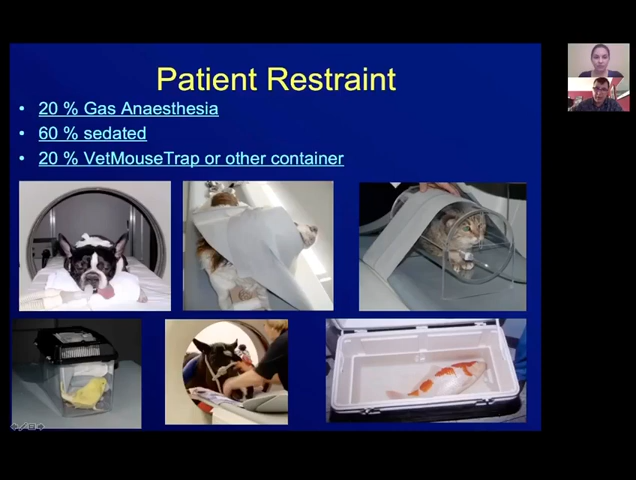 Patient Restraint
• 20 % Gas Anaesthesia
• 60 % sedated
• 20 % VetMouseTrap or other container